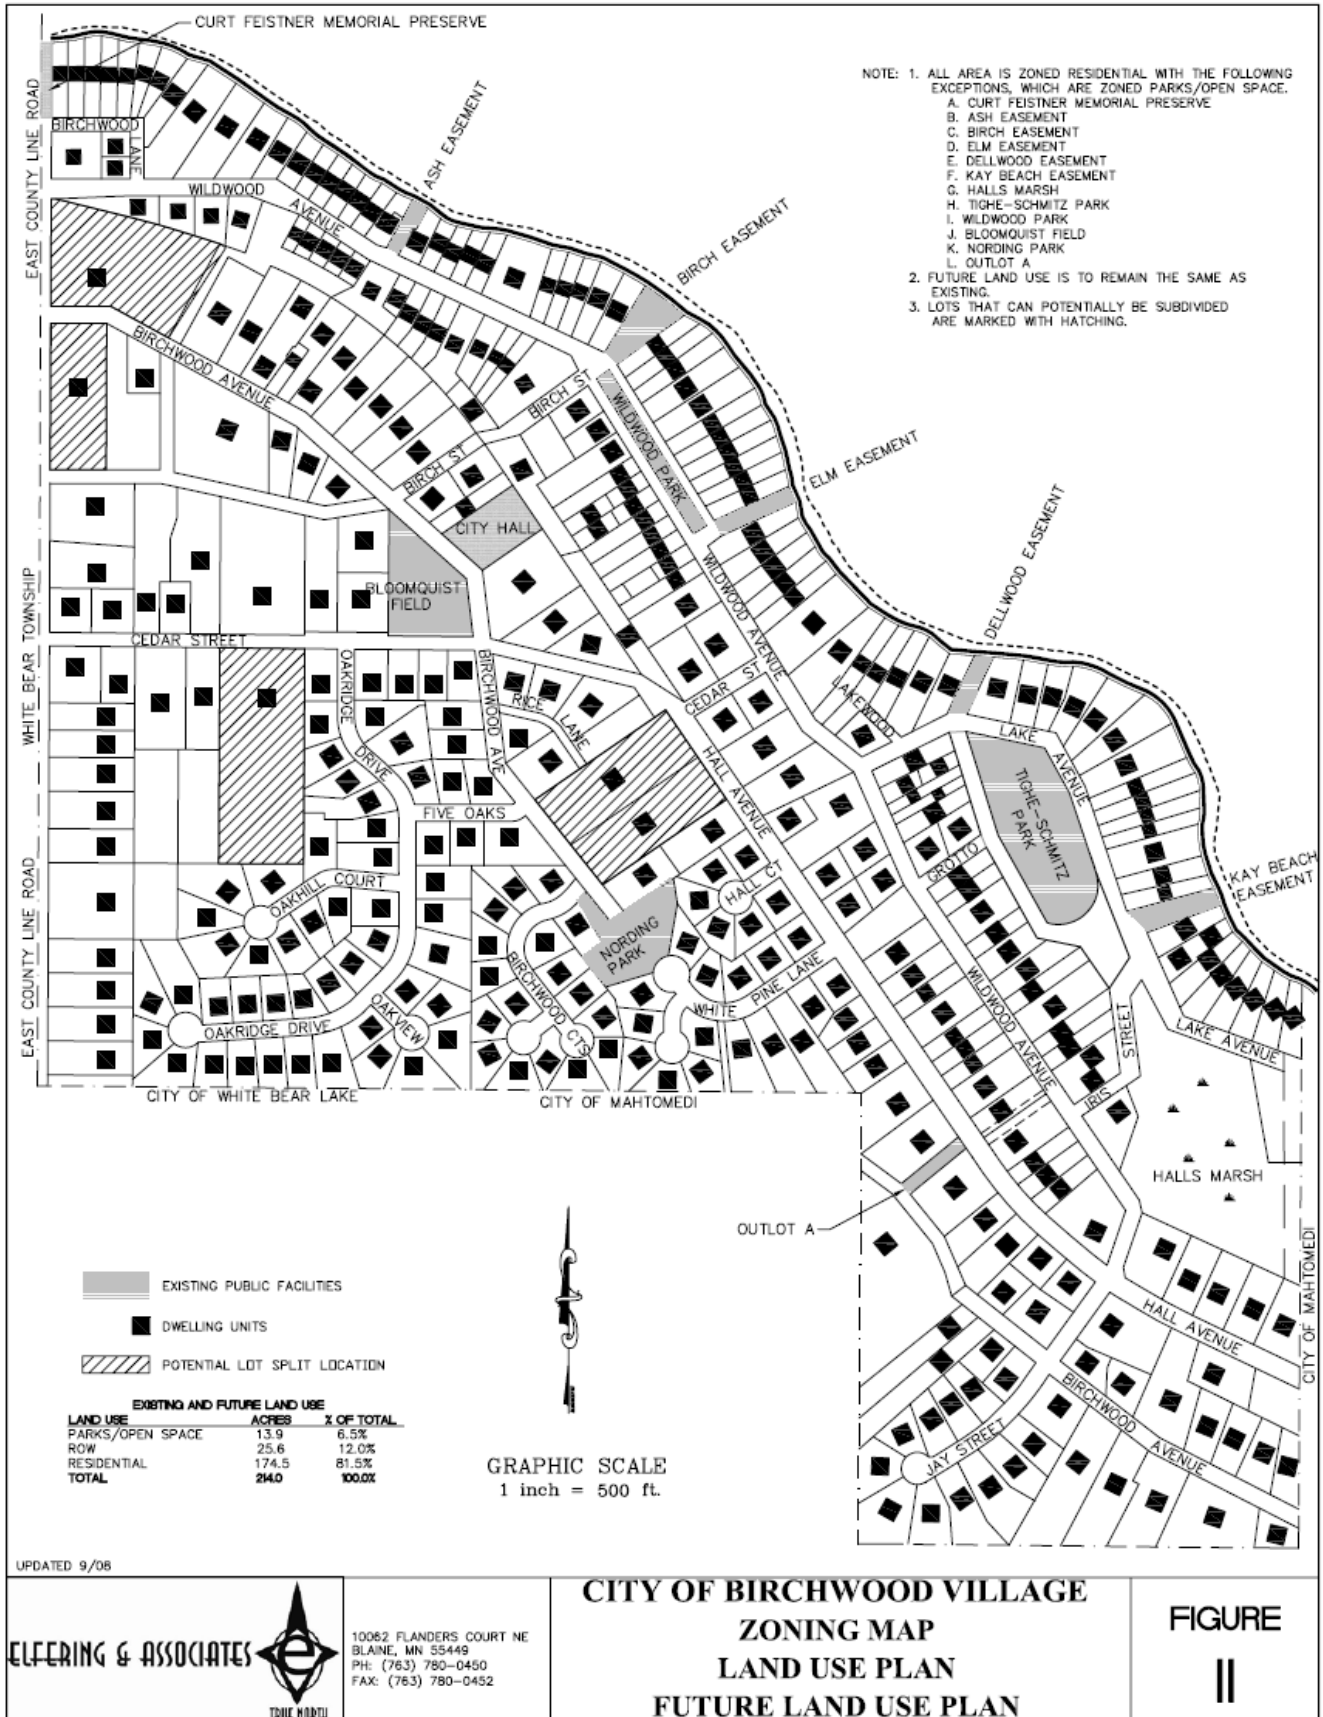 CURT FEISTNER MEMORIAL PRESERVE
NOTE: 1. ALL AREA IS ZONED RESIDENTIAL WITH THE FOLLOWING
EXCEPTIONS, WHICH ARE ZONED PARKS/OPEN SPACE.
A. CURT FEISTNER MEMORIAL PRESERVE
B. ASH EASEMENT
C. BIRCH EASEMENT
D. ELM EASEMENT
E. DELLWOOD EASEMENT
F. KAY BEACH EASEMENT
G. HALLS MARSH
H. TIGHE-SCHMITZ PARK
I. WILDWOOD PARK
J. BLOOMQUIST FIELD
K. NORDING PARK
L. OUTLOT A
2. FUTURE LAND USE IS TO REMAIN THE SAME AS
EXISTING.
3. LOTS THAT CAN POTENTIALLY BE SUBDIVIDED
ARE MARKED WITH HATCHING.
EAST COUNTY LINE ROAD
BIRCHWOOD
LANE
ASH EASEMENT
WILDWOOD
AVENUE
BIRCH EASEMENT
BIRCHWOOD AVENUE
BIRCH ST
WILDWOOD PARK
BIRCH ST
ELM EASEMENT
CITY HALL
BLOOMQUIST
FIELD
WHITE BEAR TOWNSHIP
WILDWOOD AVENUE
DELLWOOD EASEMENT
CEDAR STREET
OAKRIDGE
DRIVE
BIRCHWOOD AVE
RICE
LANE
CEDAR ST
LAKEWOOD
LAKE
AVENUE
HALL AVENUE
TIGHE-SCHMITZ
PARK
FIVE OAKS
GROTTO
KAY BEACH
EASEMENT
EAST COUNTY LINE ROAD
OAKHILL COURT
HALL CT
NORDING
PARK
BIRCHWOOD CTS
WHITE PINE LANE
WILDWOOD AVENUE
OAKRIDGE DRIVE
OAKVIEW
STREET
IRIS
LAKE AVENUE
CITY OF WHITE BEAR LAKE
CITY OF MAHTOMEDI
HALLS MARSH
OUTLOT A
CITY OF MAHTOMEDI
HALL AVENUE
BIRCHWOOD AVENUE
JAY STREET
EXISTING PUBLIC FACILITIES
DWELLING UNITS
POTENTIAL LOT SPLIT LOCATION
EXISTING AND FUTURE LAND USE
LAND USE ACRES % OF TOTAL
PARKS/OPEN SPACE 13.9 6.5%
ROW 25.6 12.0%
RESIDENTIAL 174.5 81.5%
TOTAL 214.0 100.0%
GRAPHIC SCALE
1 inch = 500 ft.
UPDATED 9/08
ELFERING & ASSOCIATES
e
TRUE NORTH
10062 FLANDERS COURT NE
BLAINE, MN 55449
PH: (763) 780-0450
FAX: (763) 780-0452
CITY OF BIRCHWOOD VILLAGE
ZONING MAP
LAND USE PLAN
FUTURE LAND USE PLAN
FIGURE
II